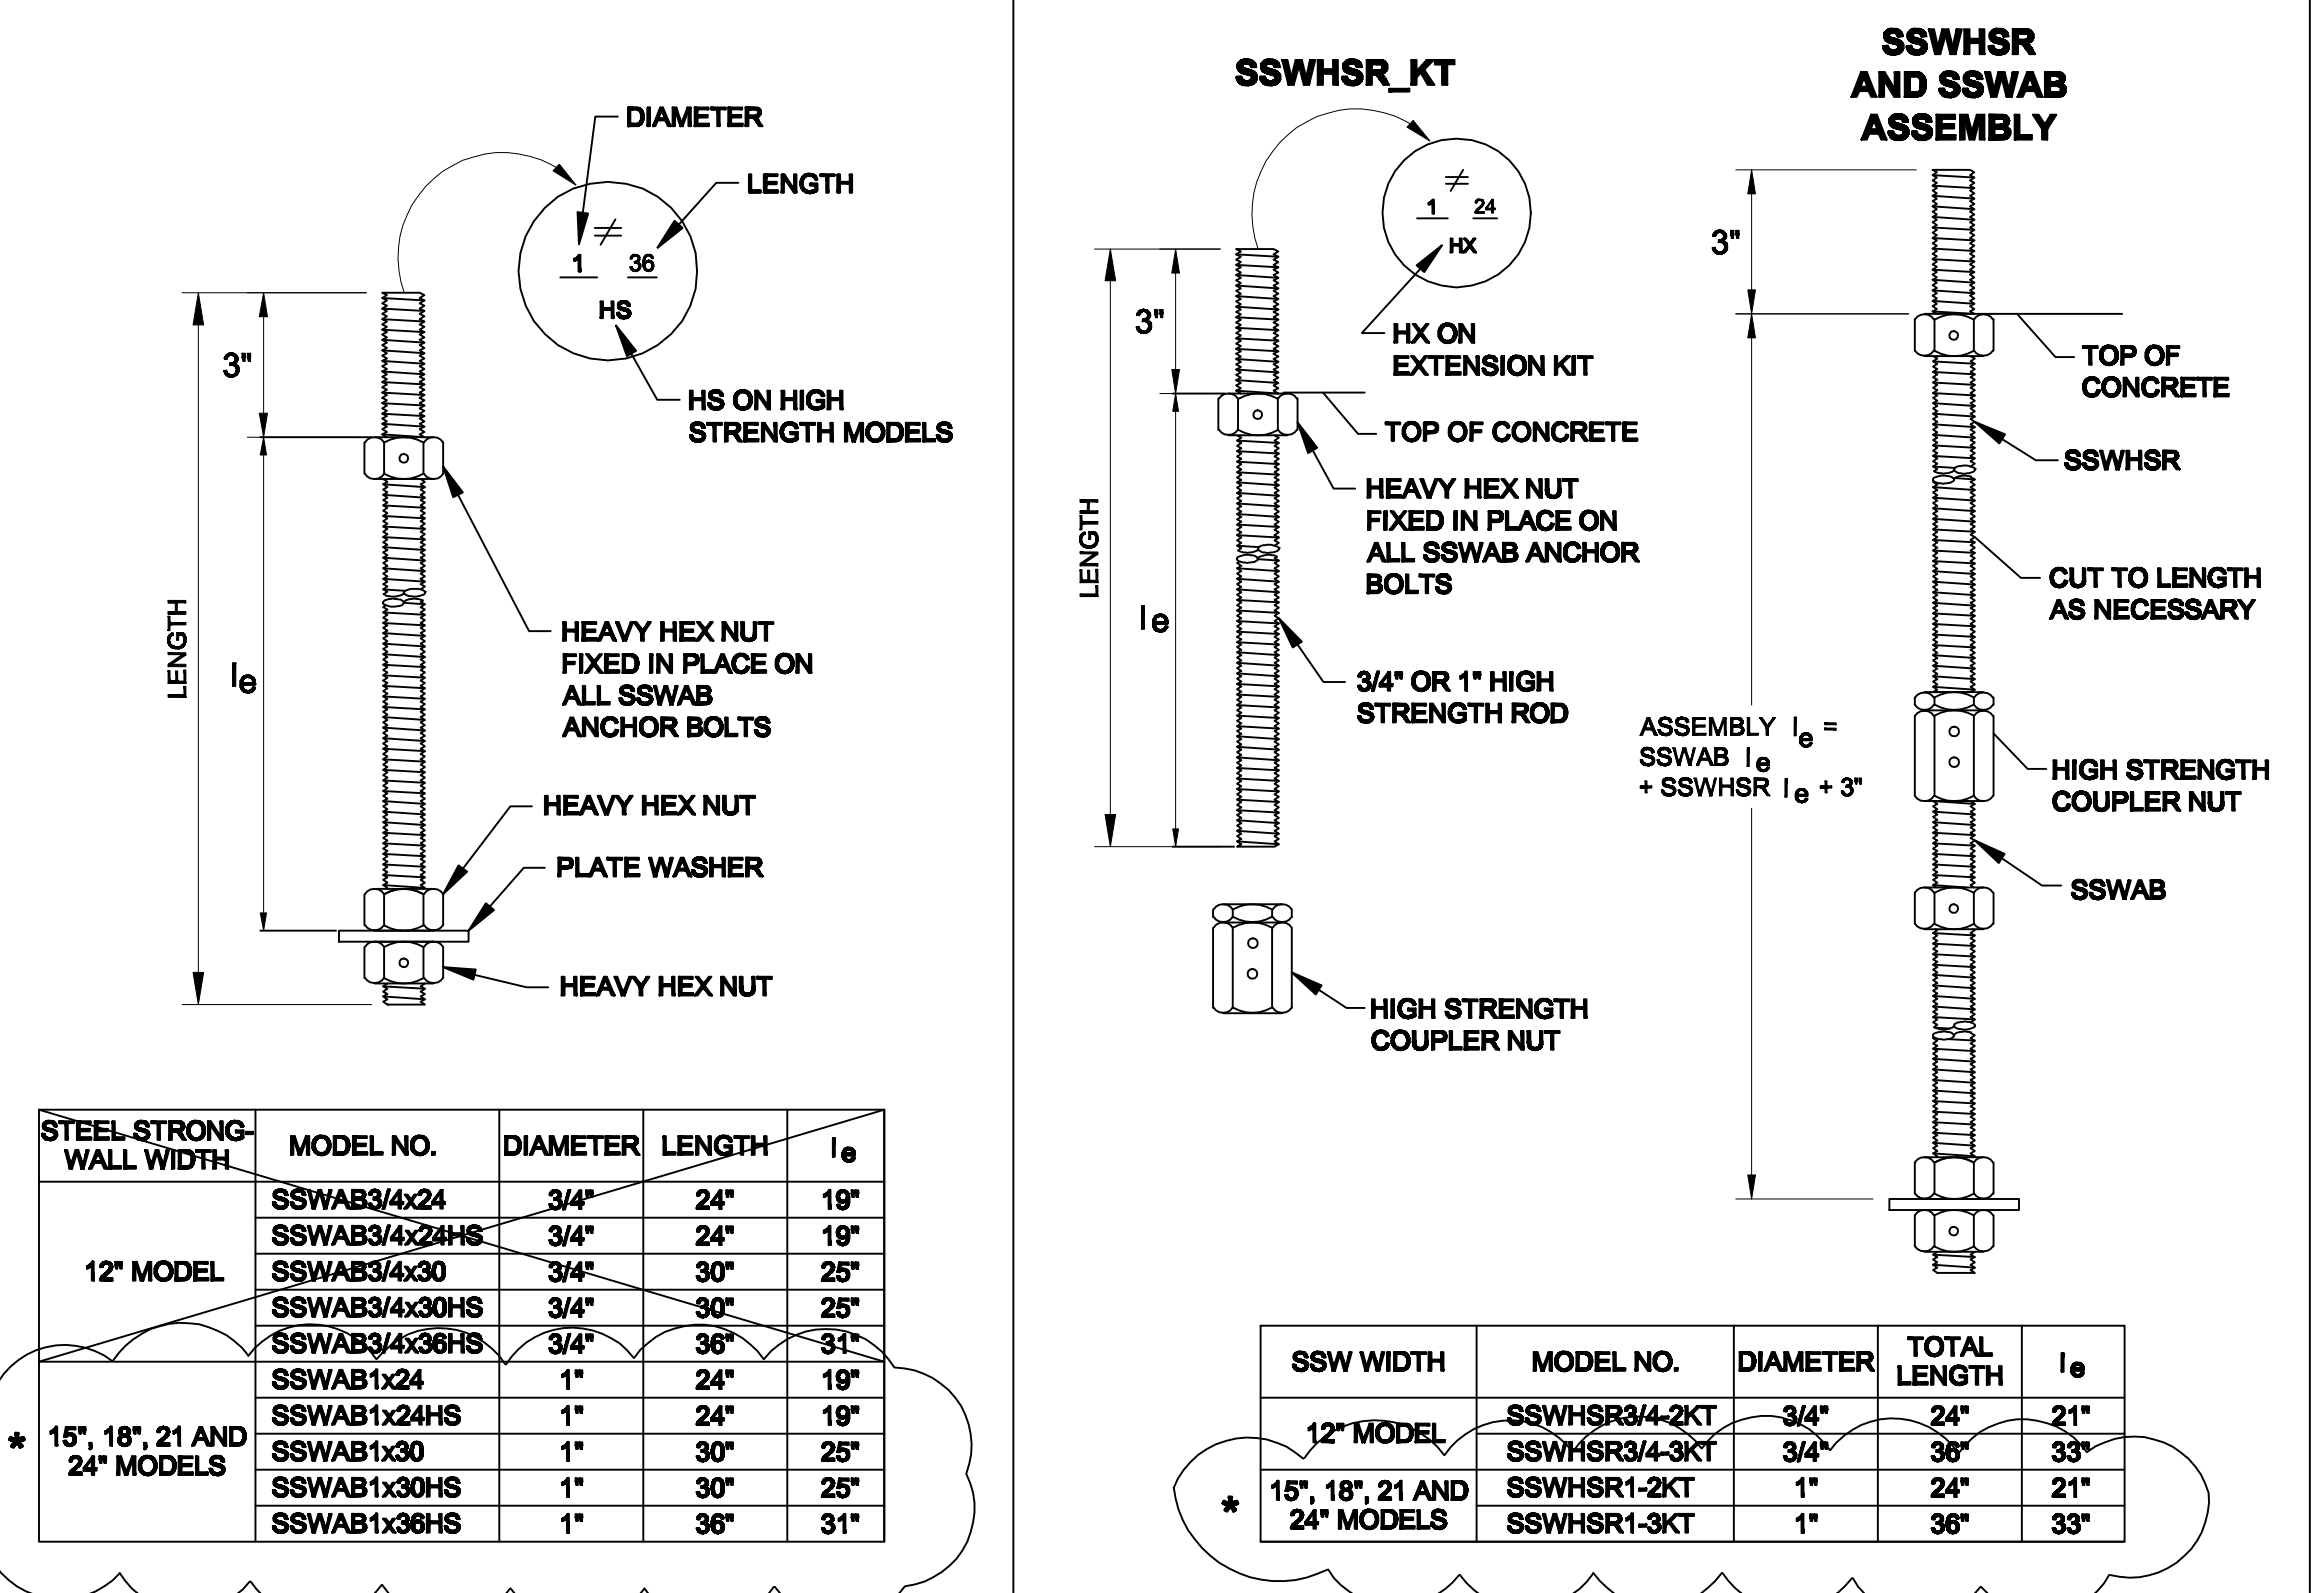 DIAMETER
LENGTH
≠
1 36
HS
3"
HS ON HIGH
STRENGTH MODELS
LENGTH
le
HEAVY HEX NUT
FIXED IN PLACE ON
ALL SSWAB
ANCHOR BOLTS
HEAVY HEX NUT
PLATE WASHER
HEAVY HEX NUT
STEEL STRONG-
WALL WIDTH
MODEL NO.
DIAMETER
LENGTH
le
12" MODEL
SSWAB3/4x24 3/4" 24" 19"
SSWAB3/4x24HS 3/4" 24" 19"
SSWAB3/4x30 3/4" 30" 25"
SSWAB3/4x30HS 3/4" 30" 25"
SSWAB3/4x36HS 3/4" 36" 31"
* 15", 18", 21 AND
24" MODELS
SSWAB1x24 1" 24" 19"
SSWAB1x24HS 1" 24" 19"
SSWAB1x30 1" 30" 25"
SSWAB1x30HS 1" 30" 25"
SSWAB1x36HS 1" 36" 31"
SSWHSR_KT
≠
1 24
HX
3"
HX ON
EXTENSION KIT
TOP OF CONCRETE
HEAVY HEX NUT
FIXED IN PLACE ON
ALL SSWAB ANCHOR
BOLTS
LENGTH
le
3/4" OR 1" HIGH
STRENGTH ROD
HIGH STRENGTH
COUPLER NUT
SSWHSR
AND SSWAB
ASSEMBLY
3"
TOP OF
CONCRETE
SSWHSR
CUT TO LENGTH
AS NECESSARY
ASSEMBLY le =
SSWAB le
+ SSWHSR le + 3"
HIGH STRENGTH
COUPLER NUT
SSWAB
SSW WIDTH
MODEL NO.
DIAMETER
TOTAL
LENGTH
le
12" MODEL
SSWHSR3/4-2KT 3/4" 24" 21"
SSWHSR3/4-3KT 3/4" 36" 33"
* 15", 18", 21 AND
24" MODELS
SSWHSR1-2KT 1" 24" 21"
SSWHSR1-3KT 1" 36" 33"